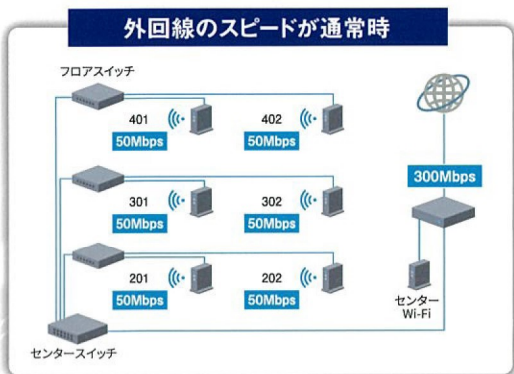 外回線のスピードが通常時
フロアスイッチ
401
402
50Mbps
50Mbps
301
302
50Mbps
50Mbps
300Mbps
201
202
50Mbps
50Mbps
センター
Wi-Fi
センタースイッチ